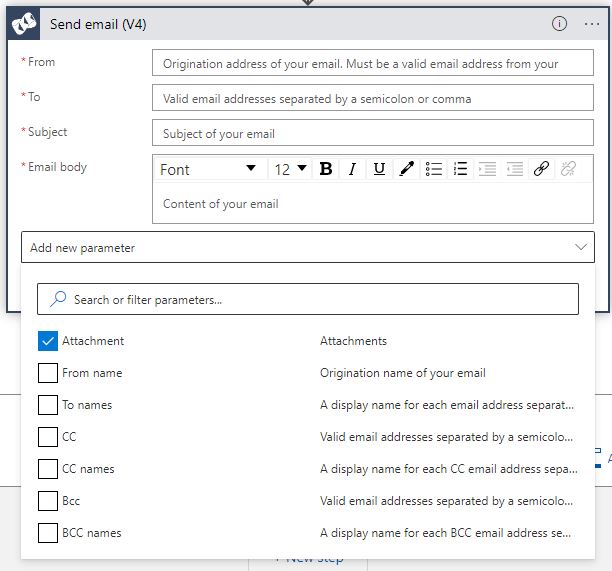 Send email (V4)
* From
Origination address of your email. Must be a valid email address from your
* To
Valid email addresses separated by a semicolon or comma
* Subject
Subject of your email
* Email body
Font 12 B I U
Content of your email
Add new parameter
Search or filter parameters...
Attachment Attachments
From name Origination name of your email
To names A display name for each email address separat...
CC Valid email addresses separated by a semicolo...
CC names A display name for each CC email address sepa...
Bcc Valid email addresses separated by a semicolo...
BCC names A display name for each BCC email address se...
+ New step